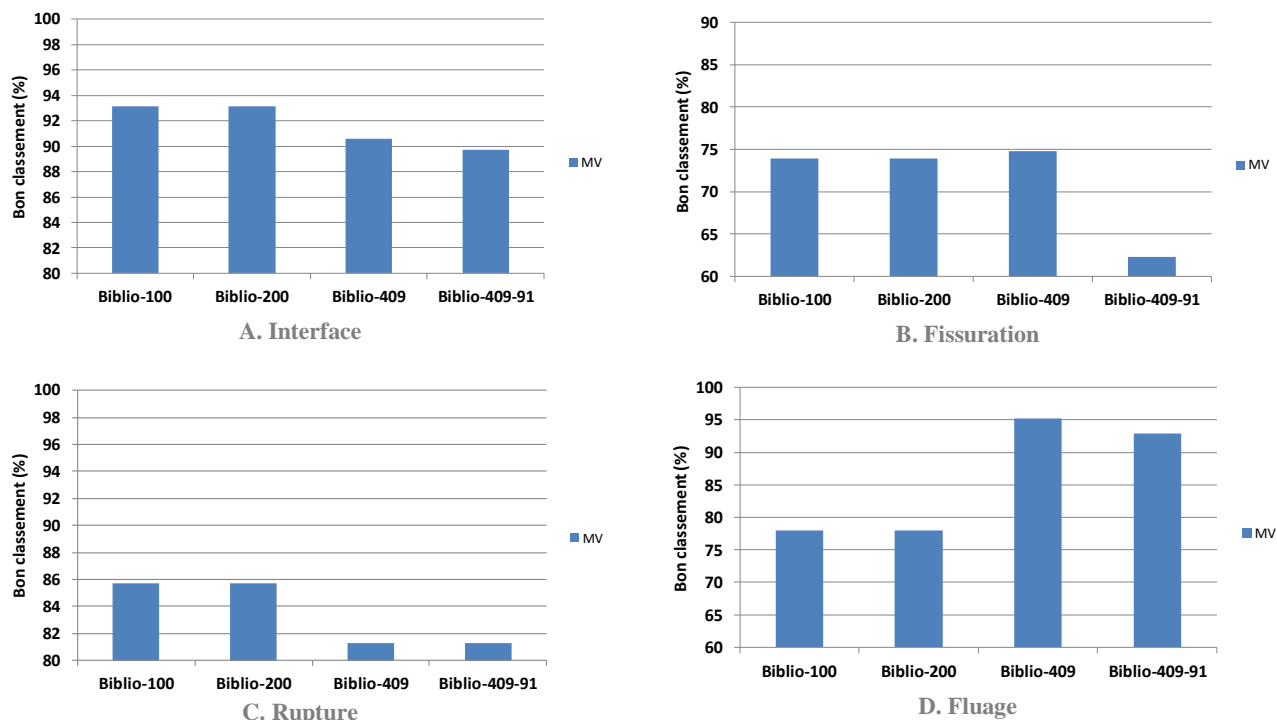 Bon classement (%)
100
98
96
94
92
90
88
86
84
82
80
Biblio-100 Biblio-200 Biblio-409 Biblio-409-91
MV
A. Interface
Bon classement (%)
90
85
80
75
70
65
60
Biblio-100 Biblio-200 Biblio-409 Biblio-409-91
MV
B. Fissuration
Bon classement (%)
100
98
96
94
92
90
88
86
84
82
80
Biblio-100 Biblio-200 Biblio-409 Biblio-409-91
MV
C. Rupture
Bon classement (%)
100
95
90
85
80
75
70
65
60
Biblio-100 Biblio-200 Biblio-409 Biblio-409-91
MV
D. Fluage